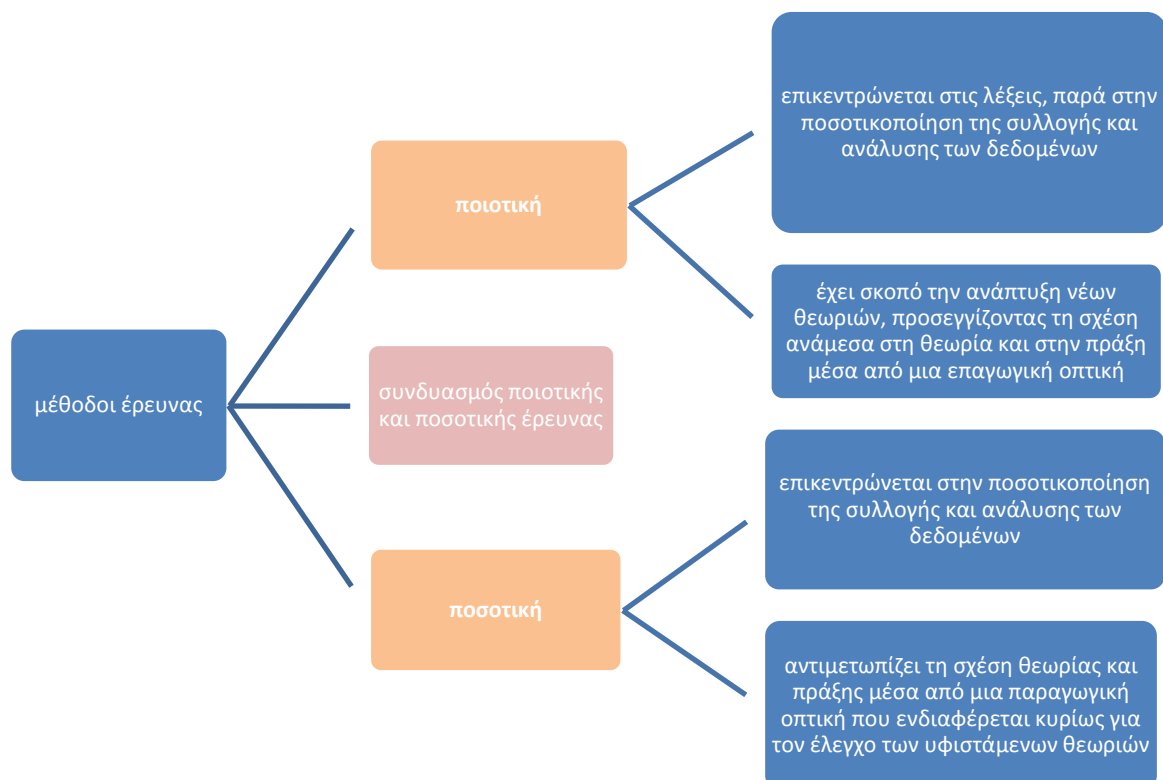 μέθοδοι έρευνας
ποιοτική
επικεντρώνεται στις λέξεις, παρά στην
ποσοτικοποίηση της συλλογής και
ανάλυσης των δεδομένων
έχει σκοπό την ανάπτυξη νέων
θεωριών, προσεγγίζοντας τη σχέση
ανάμεσα στη θεωρία και στην πράξη
μέσα από μια επαγωγική οπτική
συνδυασμός ποιοτικής
και ποσοτικής έρευνας
ποσοτική
επικεντρώνεται στην ποσοτικοποίηση
της συλλογής και ανάλυσης των
δεδομένων
αντιμετωπίζει τη σχέση θεωρίας και
πράξης μέσα από μια παραγωγική
οπτική που ενδιαφέρεται κυρίως για
τον έλεγχο των υφιστάμενων θεωριών